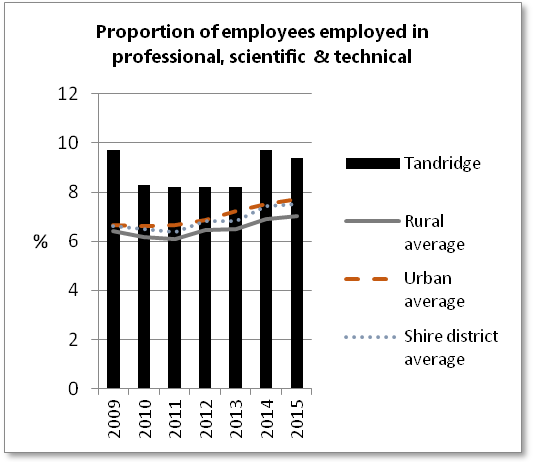 Proportion of employees employed in
professional, scientific & technical
12
10
8
6
4
2
0
%
2009
2010
2011
2012
2013
2014
2015
Tandridge
Rural
average
Urban
average
Shire district
average